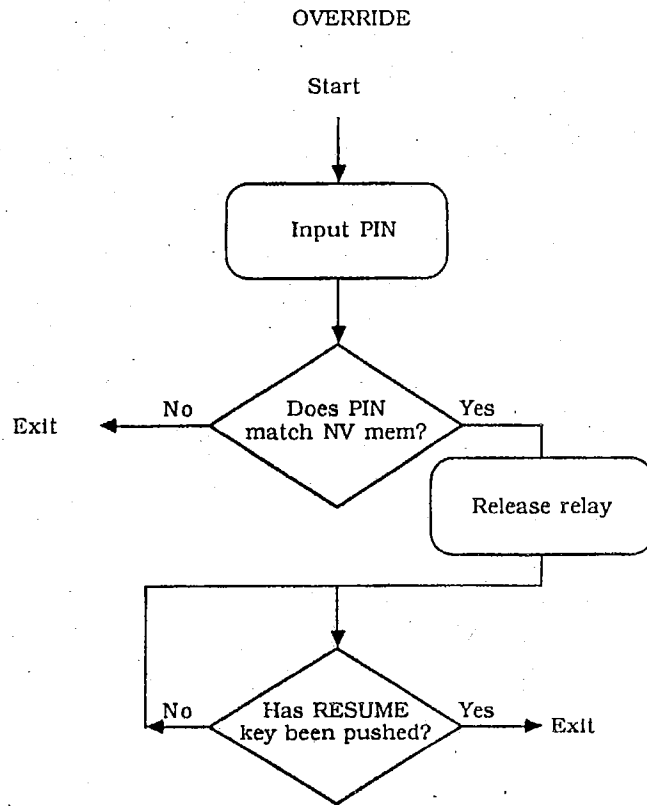 OVERRIDE
Start
Input PIN
Does PIN
match NV mem?
No
Yes
Exit
Release relay
Has RESUME
key been pushed?
No
Yes
Exit